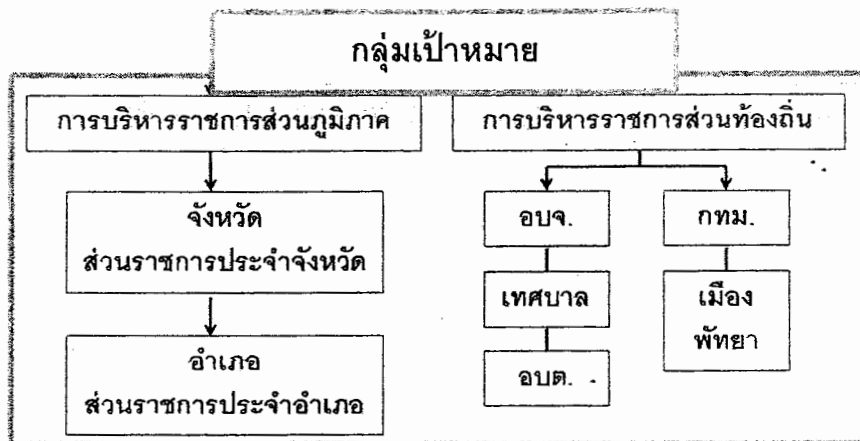 กลุ่มเป้าหมาย
การบริหารราชการส่วนภูมิภาค
การบริหารราชการส่วนท้องถิ่น
จังหวัด
ส่วนราชการประจำจังหวัด
อำเภอ
ส่วนราชการประจำอำเภอ
อบจ.
เทศบาล
อบต.
กทม.
เมือง
พัทยา